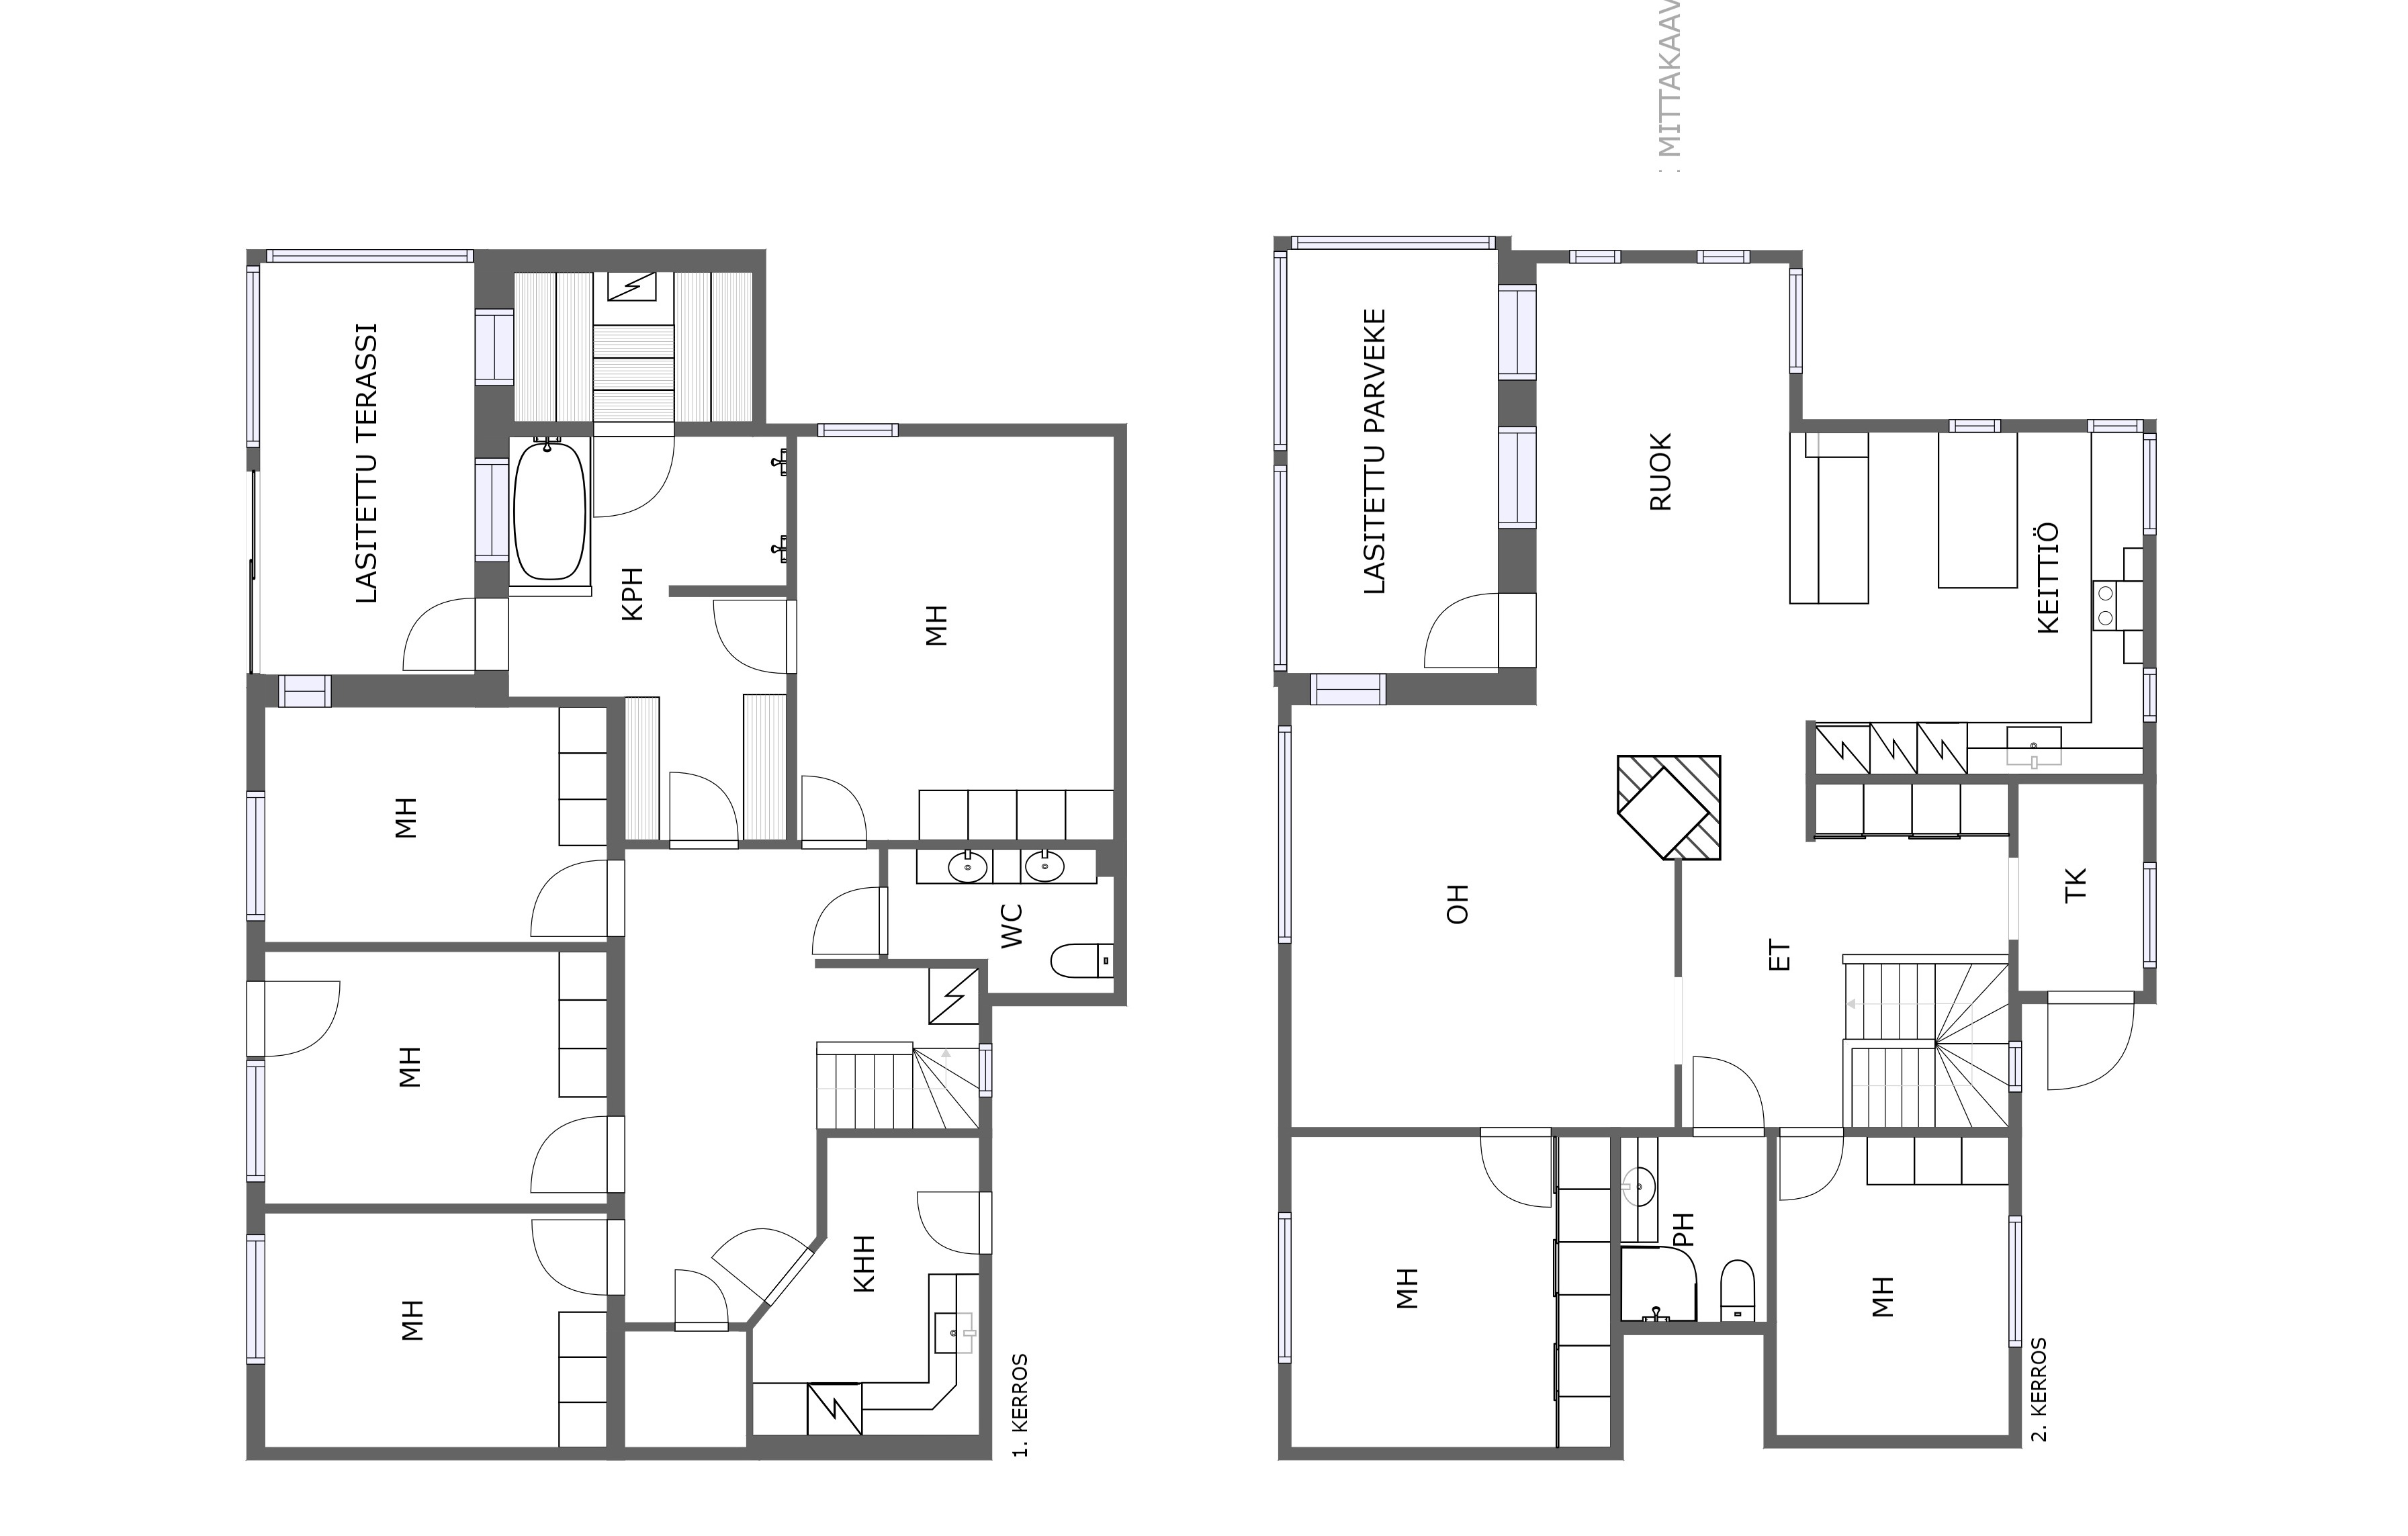 : MITTAKAAV
LASITETTU TERASSI
KPH
MH
MH
WC
MH
KHH
MH
1. KERROS
LASITETTU PARVEKE
RUOK
KEITTIÖ
OH
ET
TK
MH
PH
MH
2. KERROS